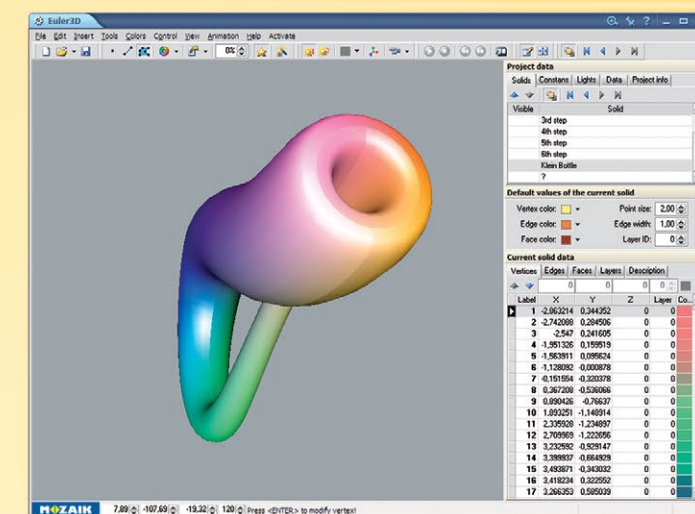 Euler3D
File Edit Insert Tools Colors Control View Animation Help Activate
0%
Project data
Solids Constans Lights Data Project info
Visible Solid
3rd step
4th step
5th step
6th step
Klein Bottle
?
Default values of the current solid
Vertex color: Point size: 2,00
Edge color: Edge width: 1,00
Face color: Layer ID: 0
Current solid data
Vertices Edges Faces Layers Description
0 0 0 0
Label X Y Z Layer Co...
1 -2,863214 0,344352 0 0
2 -2,742088 0,284506 0 0
3 -2,547 0,241605 0 0
4 -1,951326 0,159519 0 0
5 -1,563911 0,095624 0 0
6 -1,128092 -0,000878 0 0
7 -0,151554 -0,320378 0 0
8 0,367208 -0,536066 0 0
9 0,890426 -0,76637 0 0
10 1,893251 -1,148914 0 0
11 2,335928 -1,234897 0 0
12 2,709969 -1,222656 0 0
13 3,232592 -0,929147 0 0
14 3,399937 -0,664929 0 0
15 3,493871 -0,343032 0 0
16 3,418234 0,322552 0 0
17 3,266353 0,585039 0 0
MOZAIK 7,89 -107,69 -19,32 120 Press <ENTER> to modify vertex!